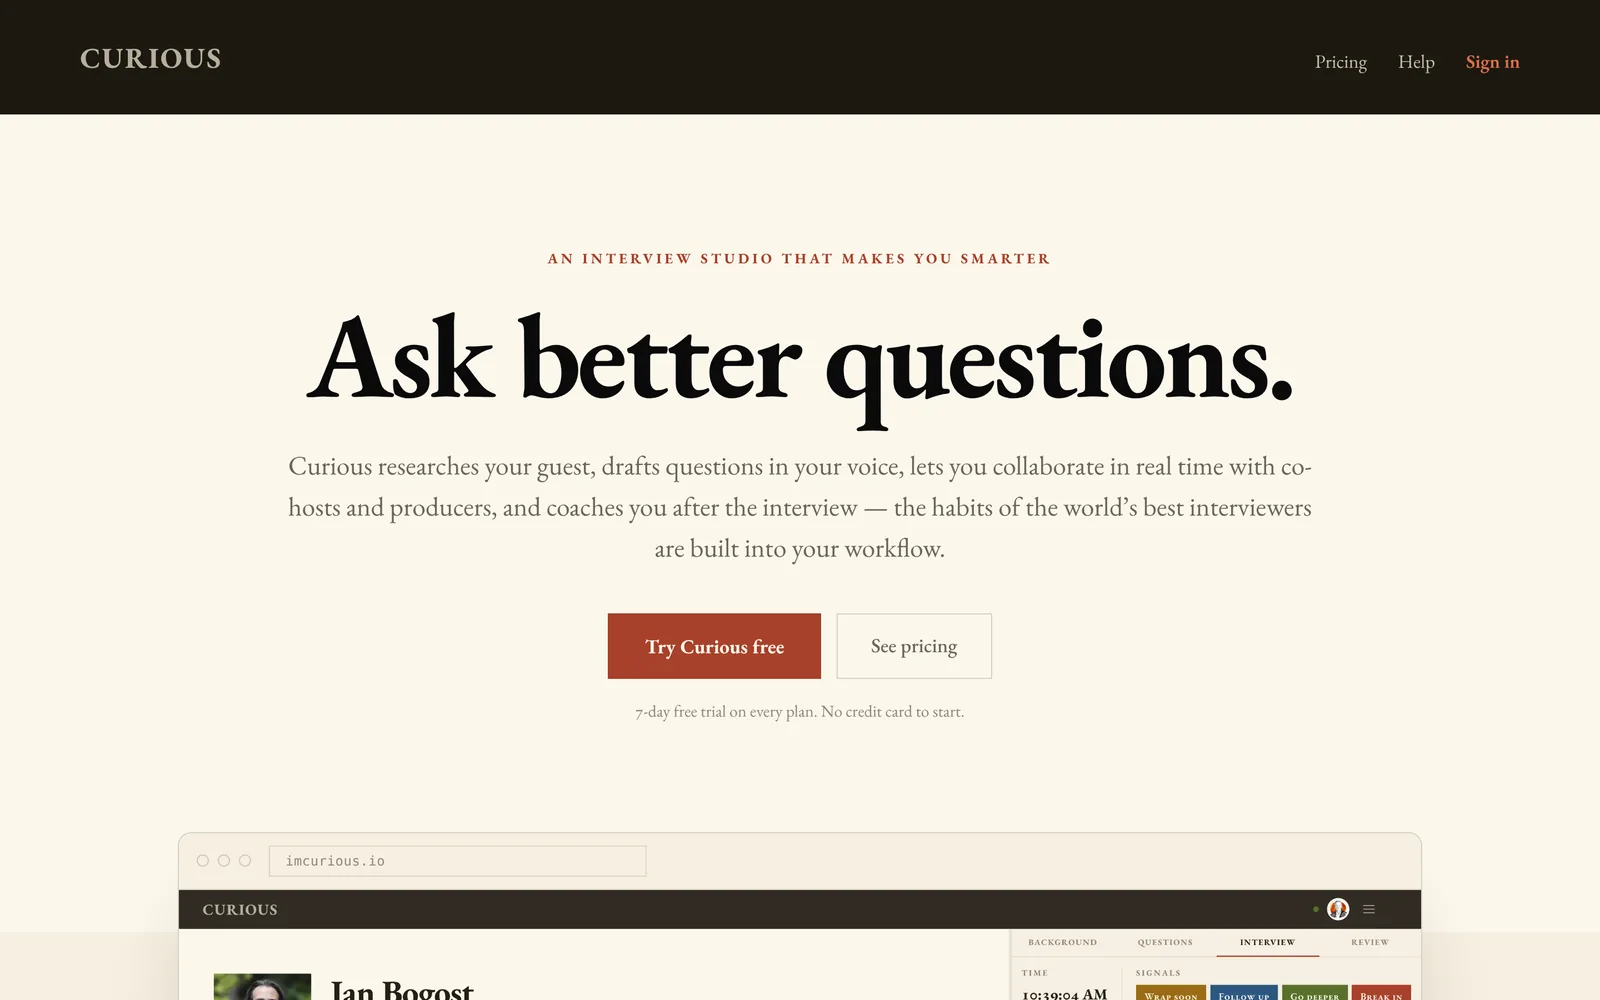 CURIOUS
Pricing Help Sign in
AN INTERVIEW STUDIO THAT MAKES YOU SMARTER
Ask better questions.
Curious researches your guest, drafts questions in your voice, lets you collaborate in real time with co-
hosts and producers, and coaches you after the interview — the habits of the world’s best interviewers
are built into your workflow.
Try Curious free See pricing
7-day free trial on every plan. No credit card to start.
imcurious.io
CURIOUS
BACKGROUND QUESTIONS INTERVIEW REVIEW
TIME SIGNALS
Ian Bogost
10:39:04 AM
WRAP SOON FOLLOW UP GO DEEPER BREAK IN